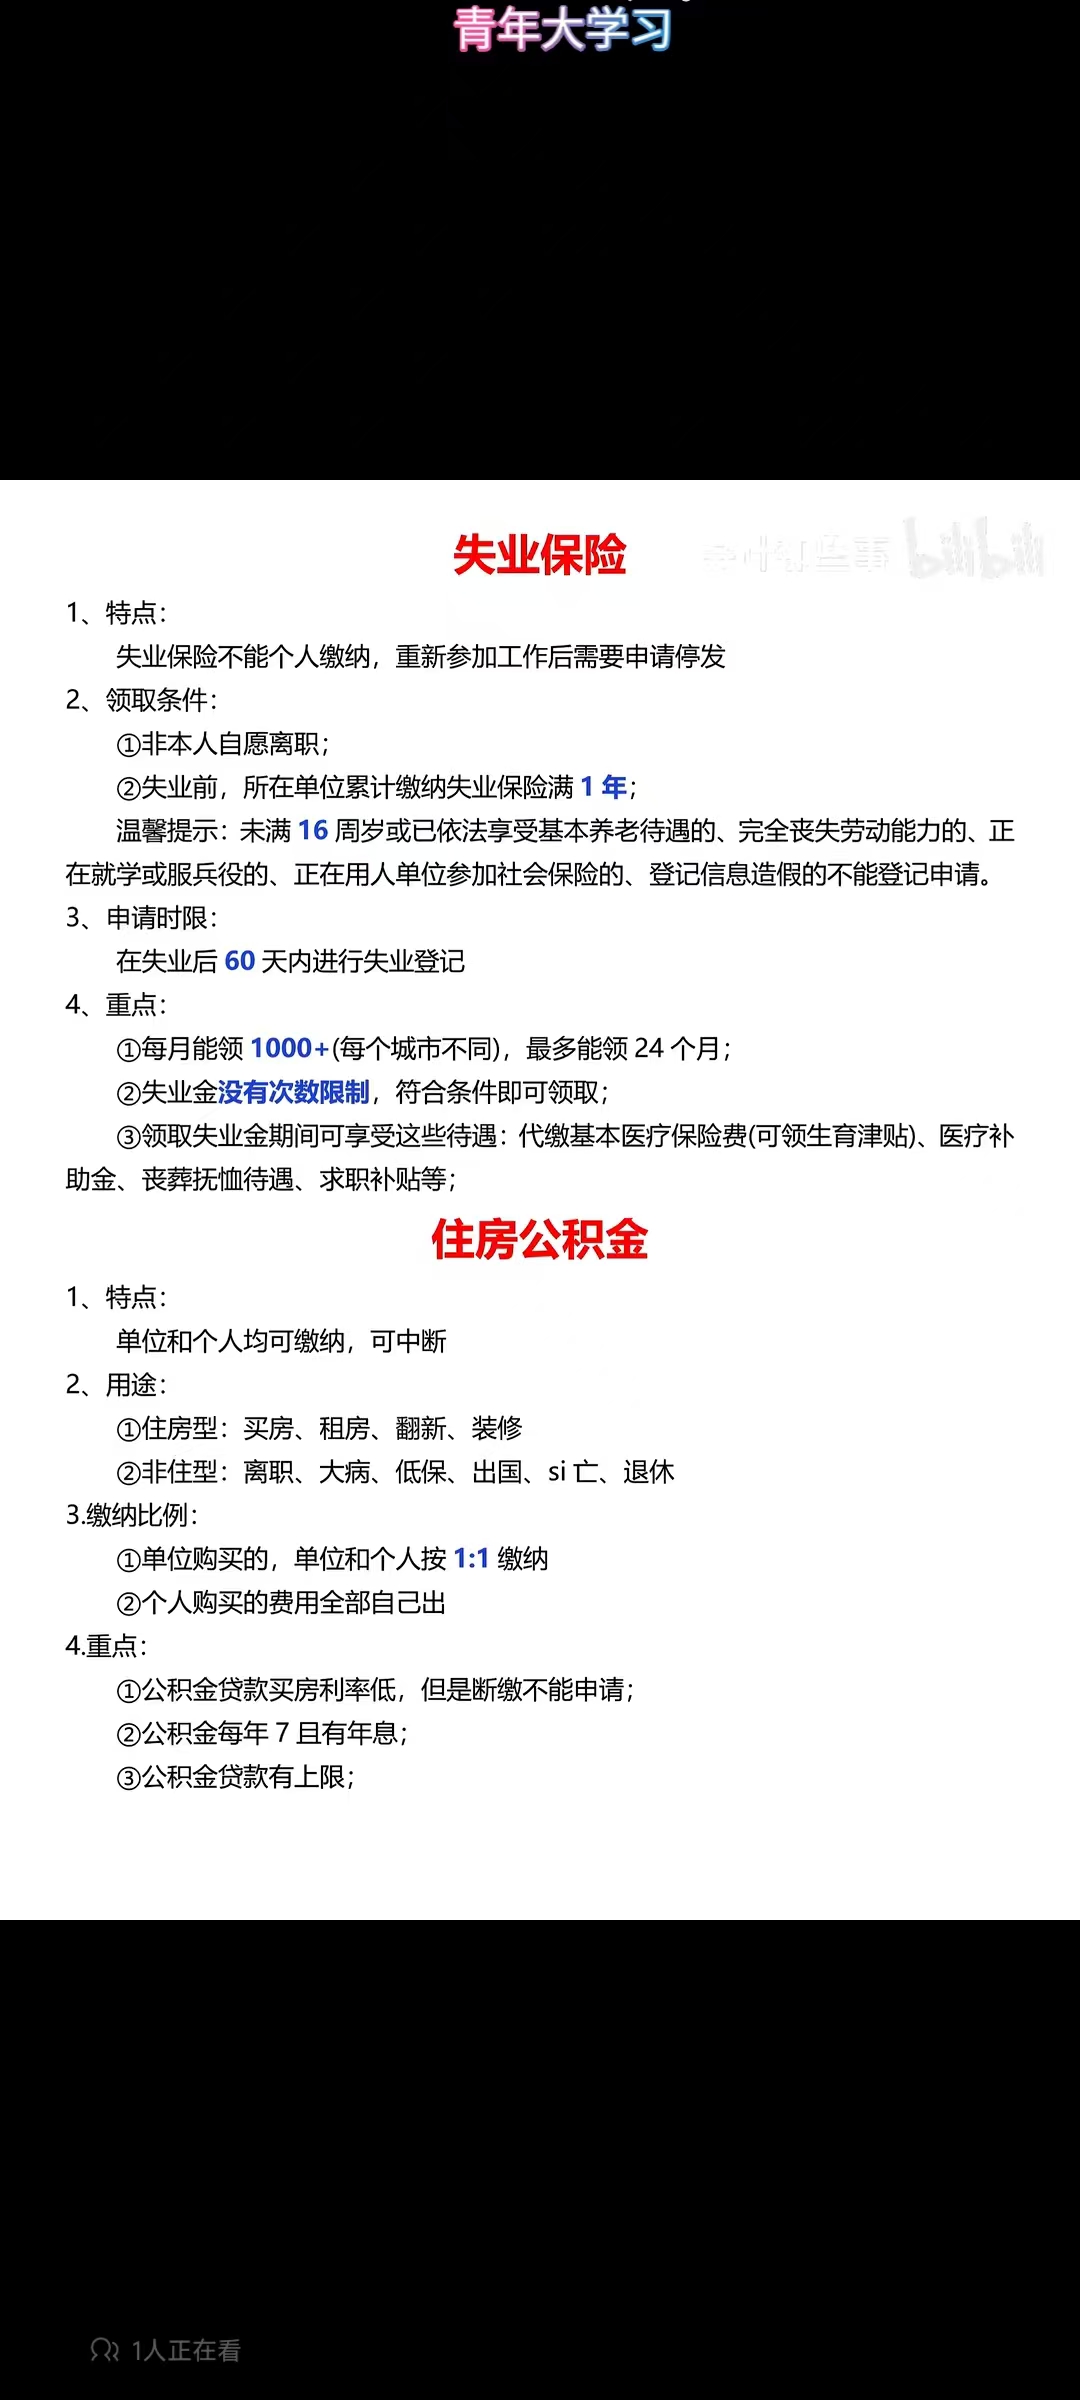 青年大学习
失业保险
bilibili
1、特点：
失业保险不能个人缴纳，重新参加工作后需要申请停发
2、领取条件：
①非本人自愿离职；
②失业前，所在单位累计缴纳失业保险满 1 年；
温馨提示：未满 16 周岁或已依法享受基本养老待遇的、完全丧失劳动能力的、正
在就学或服兵役的、正在用人单位参加社会保险的、登记信息造假的不能登记申请。
3、申请时限：
在失业后 60 天内进行失业登记
4、重点：
①每月能领 1000+(每个城市不同)，最多能领 24 个月；
②失业金没有次数限制，符合条件即可领取；
③领取失业金期间可享受这些待遇：代缴基本医疗保险费(可领生育津贴)、医疗补
助金、丧葬抚恤待遇、求职补贴等；
住房公积金
1、特点：
单位和个人均可缴纳，可中断
2、用途：
①住房型：买房、租房、翻新、装修
②非住型：离职、大病、低保、出国、si 亡、退休
3.缴纳比例：
①单位购买的，单位和个人按 1:1 缴纳
②个人购买的费用全部自己出
4.重点：
①公积金贷款买房利率低，但是断缴不能申请；
②公积金每年 7 且有年息；
③公积金贷款有上限；
1人正在看